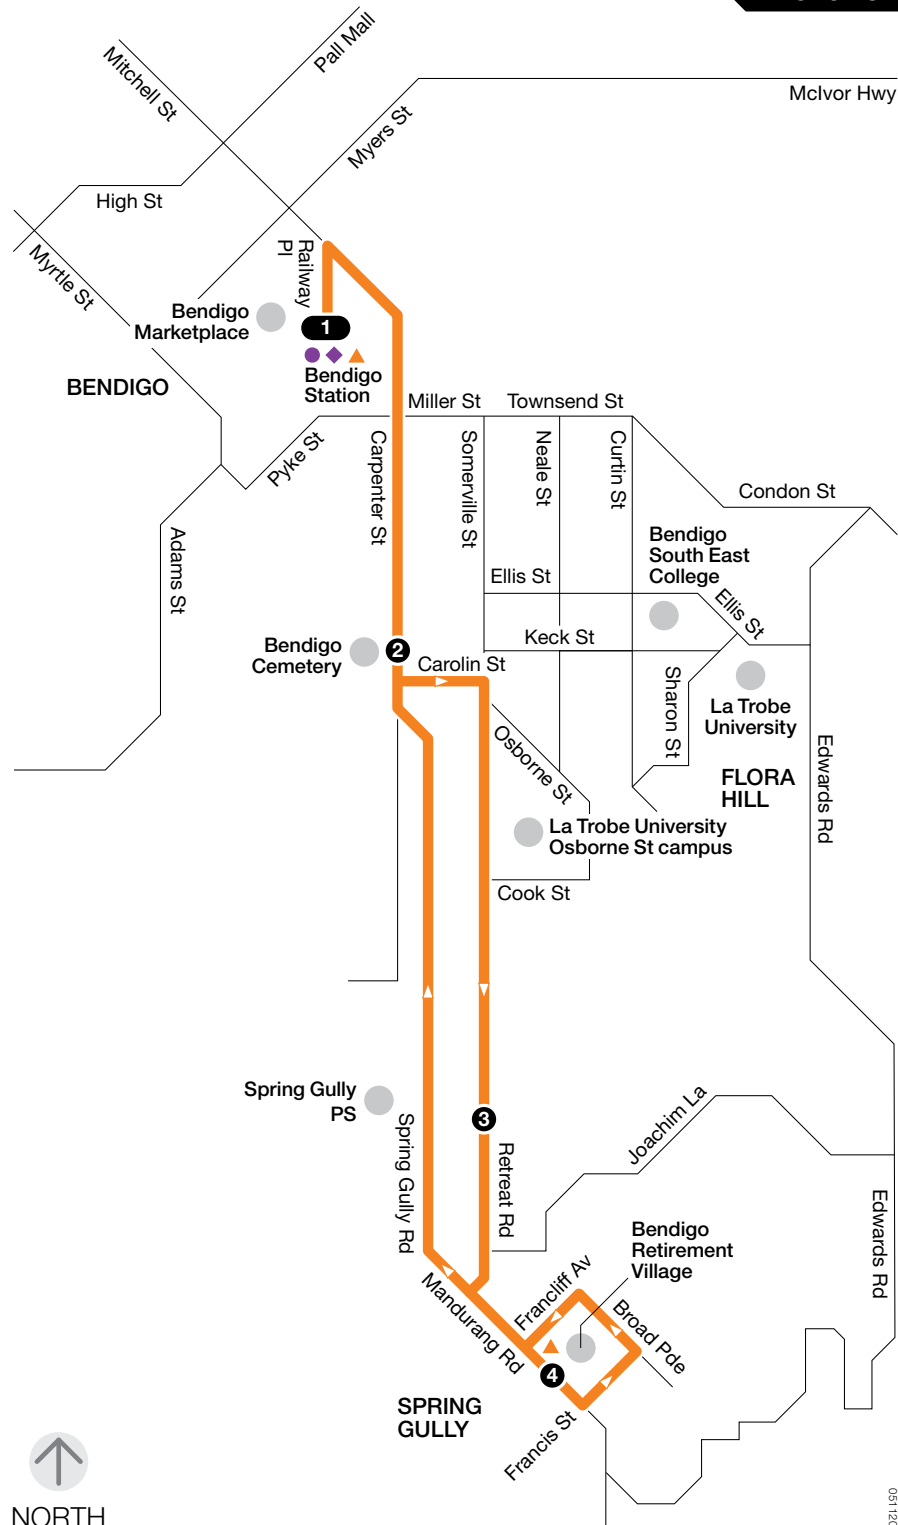 Pall Mall
Mitchell St
McIvor Hwy
Myers St
High St
Myrtle St
Railway
Pl
Bendigo
Marketplace
1
Bendigo
Station
BENDIGO
Miller St
Townsend St
Pyke St
Carpenter St
Somerville St
Neale St
Curtin St
Condon St
Adams St
Bendigo
South East
College
Ellis St
Ellis St
Keck St
2
Bendigo
Cemetery
Carolin St
Sharon St
La Trobe
University
Osborne St
FLORA
HILL
Edwards Rd
La Trobe University
Osborne St campus
Cook St
Spring Gully
PS
3
Spring Gully Rd
Retreat Rd
Joachim La
Edwards Rd
Bendigo
Retirement
Village
Francliff Av
Broad Pde
Mandurang Rd
4
SPRING
GULLY
Francis St
NORTH